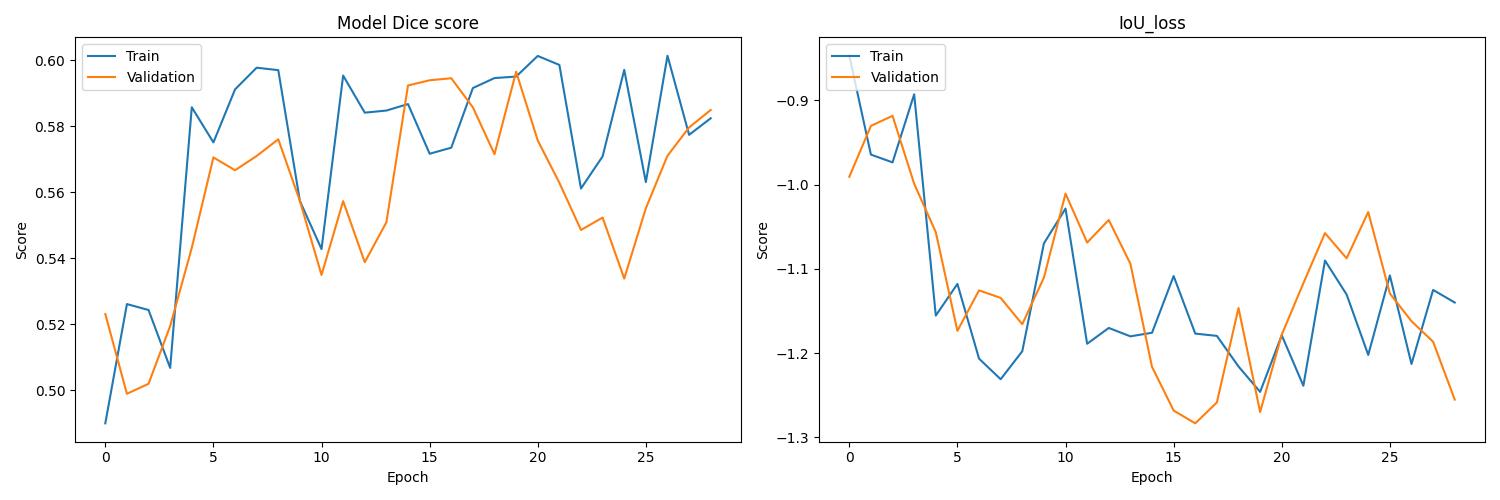 Model Dice score
Train
Validation
0.60
0.58
0.56
0.54
0.52
0.50
Score
0 5 10 15 20 25
Epoch
IoU_loss
Train
Validation
−0.9
−1.0
−1.1
−1.2
−1.3
Score
0 5 10 15 20 25
Epoch